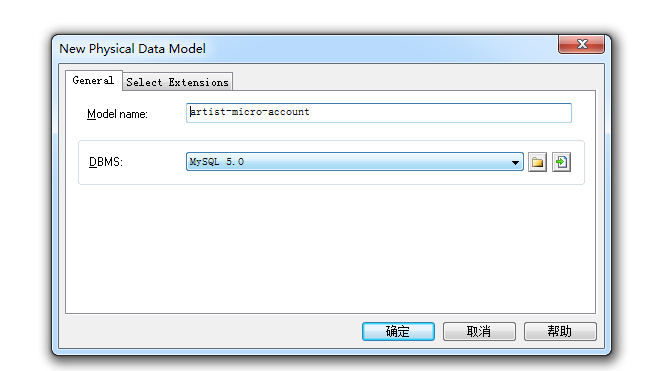 New Physical Data Model
General
Select Extensions
Model name:
artist-micro-account
DBMS:
MySQL 5.0
确定
取消
帮助